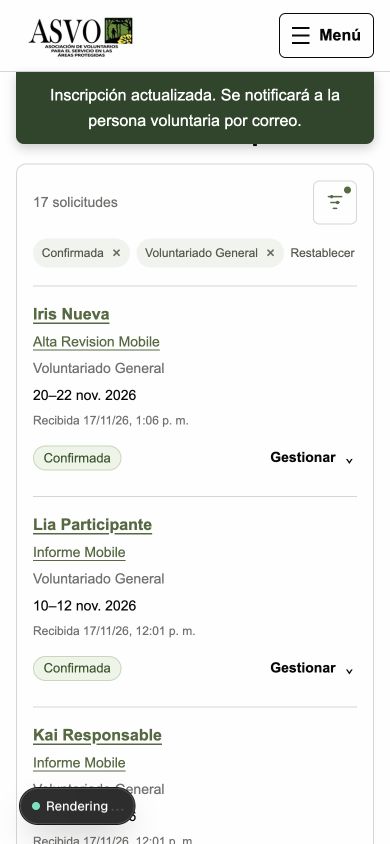 ASVO
ASOCIACIÓN DE VOLUNTARIOS
PARA EL SERVICIO EN LAS
ÁREAS PROTEGIDAS
Menú
Inscripción actualizada. Se notificará a la
persona voluntaria por correo.
17 solicitudes
Confirmada ×
Voluntariado General ×
Restablecer
Iris Nueva
Alta Revision Mobile
Voluntariado General
20–22 nov. 2026
Recibida 17/11/26, 1:06 p. m.
Confirmada
Gestionar
Lia Participante
Informe Mobile
Voluntariado General
10–12 nov. 2026
Recibida 17/11/26, 12:01 p. m.
Confirmada
Gestionar
Kai Responsable
Informe Mobile
Voluntariado General
Rendering ...
Recibida 17/11/26, 12:01 p. m.